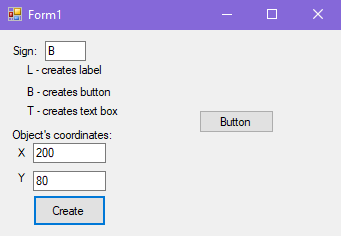 Form1
Sign: B
L - creates label
B - creates button
T - creates text box
Object's coordinates:
X 200
Y 80
Create
Button